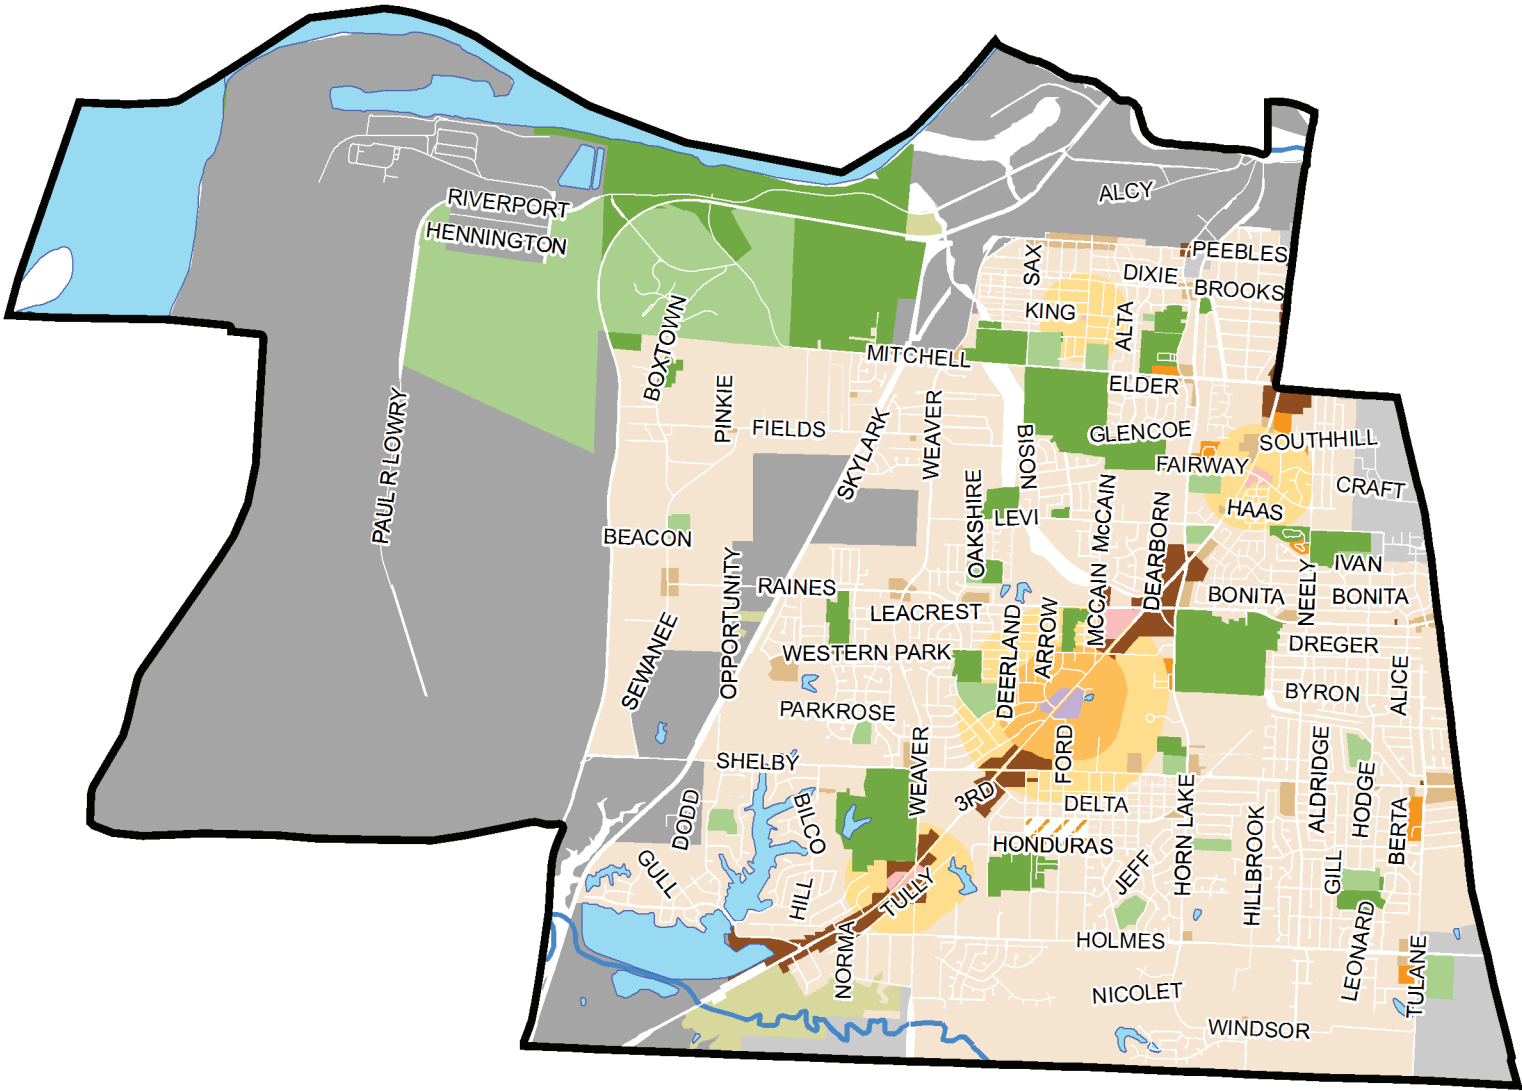 ALCY
RIVERPORT
HENNINGTON
PEEBLES
SAX
DIXIE
BROOKS
KING
ALTA
BOXTOWN
MITCHELL
ELDER
PINKIE
FIELDS
SKYLARK
WEAVER
BISON
GLENCOE
SOUTHHILL
FAIRWAY
CRAFT
PAUL R LOWRY
OAKSHIRE
LEVI
McCAIN
HAAS
DEARBORN
BEACON
IVAN
OPPORTUNITY
RAINES
NEELY
BONITA
BONITA
LEACREST
MCCAIN
DEERLAND
ARROW
SEWANEE
WESTERN PARK
DREGER
ALICE
BYRON
PARKROSE
SHELBY
WEAVER
FORD
ALDRIDGE
HODGE
DODD
BILCO
3RD
DELTA
HORN LAKE
HILLBROOK
BERTA
HONDURAS
GULL
JEFF
GILL
HILL
TULLY
NORMA
HOLMES
LEONARD
TULANE
NICOLET
WINDSOR